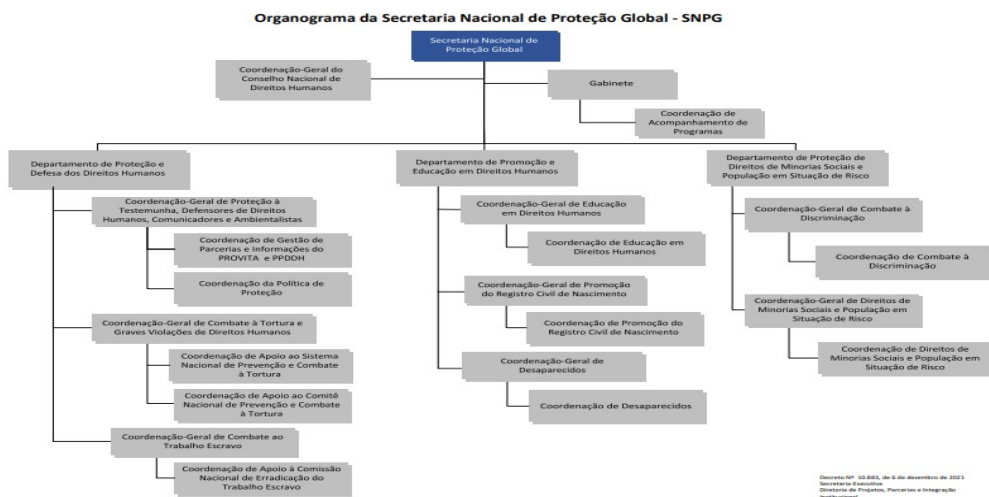 Organograma da Secretaria Nacional de Proteção Global - SNPG
Secretaria Nacional de
Proteção Global
Coordenação-Geral do
Conselho Nacional de
Direitos Humanos
Gabinete
Coordenação de
Acompanhamento de
Programas
Departamento de Proteção e
Defesa dos Direitos Humanos
Coordenação-Geral de Proteção à
Testemunha, Defensores de Direitos
Humanos, Comunicadores e Ambientalistas
Coordenação de Gestão de
Parcerias e Informações do
PROVITA e PPDDH
Coordenação da Política de
Proteção
Coordenação-Geral de Combate à Tortura e
Graves Violações de Direitos Humanos
Coordenação de Apoio ao Sistema
Nacional de Prevenção e Combate
à Tortura
Coordenação de Apoio ao Comitê
Nacional de Prevenção e Combate
à Tortura
Coordenação-Geral de Combate ao
Trabalho Escravo
Coordenação de Apoio à Comissão
Nacional de Erradicação do
Trabalho Escravo
Departamento de Promoção e
Educação em Direitos Humanos
Coordenação-Geral de Educação
em Direitos Humanos
Coordenação de Educação em
Direitos Humanos
Coordenação-Geral de Promoção
do Registro Civil de Nascimento
Coordenação de Promoção do
Registro Civil de Nascimento
Coordenação-Geral de
Desaparecidos
Coordenação de Desaparecidos
Departamento de Proteção de
Direitos de Minorias Sociais e
População em Situação de Risco
Coordenação-Geral de Combate à
Discriminação
Coordenação de Combate à
Discriminação
Coordenação-Geral de Direitos de
Minorias Sociais e População em
Situação de Risco
Coordenação de Direitos de
Minorias Sociais e População em
Situação de Risco
Decreto Nº 10.883, de 6 de dezembro de 2021
Secretaria Executiva
Diretoria de Projetos, Parcerias e Integração
Institucional